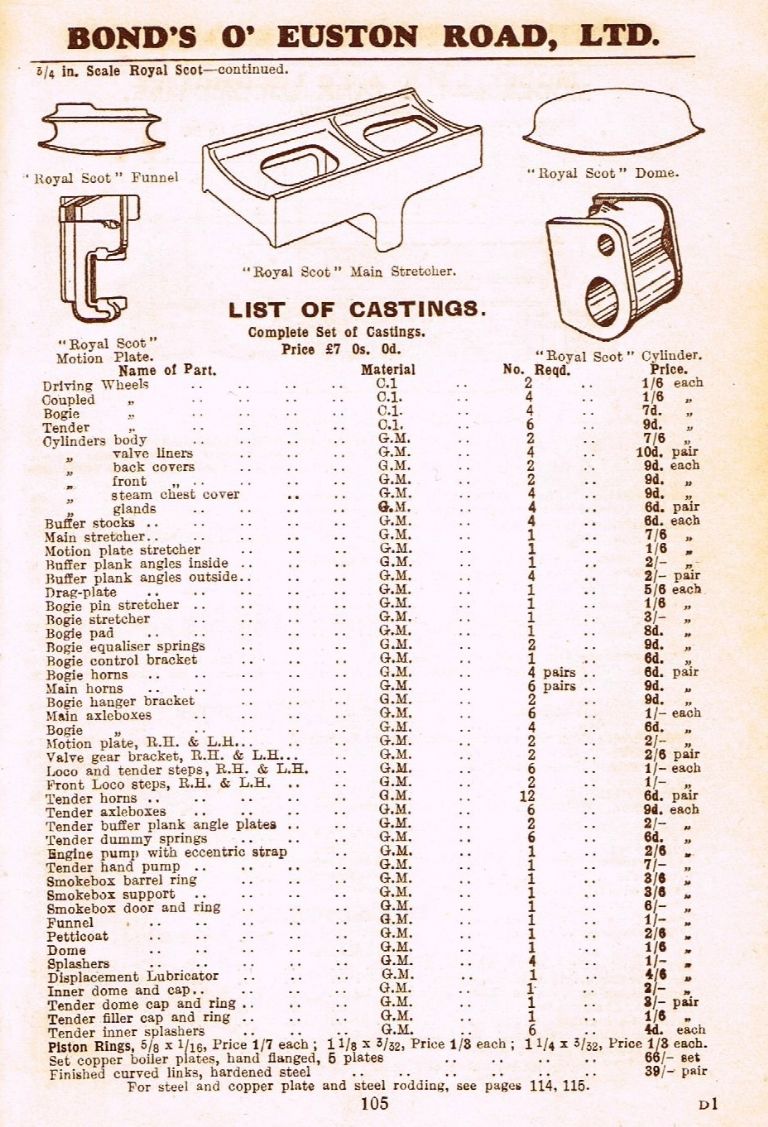 BOND'S O' EUSTON ROAD, LTD.
3/4 in. Scale Royal Scot—continued.
"Royal Scot" Funnel
"Royal Scot" Dome.
"Royal Scot" Main Stretcher.
"Royal Scot"
Motion Plate.
"Royal Scot" Cylinder.
LIST OF CASTINGS.
Complete Set of Castings.
Price £7 0s. 0d.
Name of Part. Material No. Reqd. Price.
Driving Wheels .. .. .. .. C.I .. 2 .. 1/6 each
Coupled „ .. .. .. .. C.I. .. 4 .. 1/6 „
Bogie „ .. .. .. .. C.I. .. 4 .. 7d. „
Tender „ .. .. .. .. C.I. .. 6 .. 9d. „
Cylinders body .. .. .. .. G.M. .. 2 .. 7/6 „
„ valve liners .. .. .. G.M. .. 4 .. 10d. pair
„ back covers .. .. .. G.M. .. 2 .. 9d. each
„ front „ .. .. .. .. G.M. .. 2 .. 9d. „
„ steam chest cover .. .. G.M. .. 4 .. 9d. „
„ glands .. .. .. .. G.M. .. 4 .. 6d. pair
Buffer stocks .. .. .. .. .. G.M. .. 4 .. 6d. each
Main stretcher.. .. .. .. .. G.M. .. 1 .. 7/6 „
Motion plate stretcher .. .. .. G.M. .. 1 .. 1/6 „
Buffer plank angles inside .. .. .. G.M. .. 1 .. 2/- „
Buffer plank angles outside.. .. .. G.M. .. 4 .. 2/- pair
Drag-plate .. .. .. .. .. G.M. .. 1 .. 5/6 each
Bogie pin stretcher .. .. .. .. G.M. .. 1 .. 1/6 „
Bogie stretcher .. .. .. .. G.M. .. 1 .. 3/- „
Bogie pad .. .. .. .. .. G.M. .. 1 .. 8d. „
Bogie equaliser springs .. .. .. G.M. .. 2 .. 9d. „
Bogie control bracket .. .. .. G.M. .. 1 .. 6d. „
Bogie horns .. .. .. .. .. G.M. .. 4 pairs .. 6d. pair
Main horns .. .. .. .. .. G.M. .. 6 pairs .. 9d. „
Bogie hanger bracket .. .. .. G.M. .. 2 .. 9d. „
Main axleboxes .. .. .. .. G.M. .. 6 .. 1/- each
Bogie „ .. .. .. .. G.M. .. 4 .. 6d. „
Motion plate, R.H. & L.H... .. .. G.M. .. 2 .. 2/- „
Valve gear bracket, R.H. & L.H... .. G.M. .. 2 .. 2/6 pair
Loco and tender steps, R.H. & L.H. .. G.M. .. 6 .. 1/- each
Front Loco steps, R.H. & L.H. .. .. G.M. .. 2 .. 1/- „
Tender horns .. .. .. .. .. G.M. .. 12 .. 6d. pair
Tender axleboxes .. .. .. .. G.M. .. 6 .. 9d. each
Tender buffer plank angle plates .. .. G.M. .. 2 .. 2/- „
Tender dummy springs .. .. .. G.M. .. 6 .. 6d. „
Engine pump with eccentric strap .. G.M. .. 1 .. 2/6 „
Tender hand pump .. .. .. .. G.M. .. 1 .. 7/- „
Smokebox barrel ring .. .. .. G.M. .. 1 .. 3/6 „
Smokebox support .. .. .. .. G.M. .. 1 .. 3/6 „
Smokebox door and ring .. .. .. G.M. .. 1 .. 6/- „
Funnel .. .. .. .. .. G.M. .. 1 .. 1/- „
Petticoat .. .. .. .. .. G.M. .. 1 .. 2/6 „
Dome .. .. .. .. .. G.M. .. 1 .. 1/6 „
Splashers .. .. .. .. .. G.M. .. 4 .. 1/- „
Displacement Lubricator .. .. .. G.M. .. 1 .. 4/6 „
Inner dome and cap.. .. .. .. G.M. .. 1 .. 2/- „
Tender dome cap and ring .. .. .. G.M. .. 1 .. 3/- pair
Tender filler cap and ring .. .. .. G.M. .. 1 .. 1/6 „
Tender inner splashers .. .. .. G.M. .. 6 .. 4d. each
Piston Rings, 5/8 x 1/16, Price 1/7 each ; 1 1/8 x 3/32, Price 1/3 each ; 1 1/4 x 3/32, Price 1/3 each.
Set copper boiler plates, hand flanged, 5 plates .. .. .. .. 66/- set
Finished curved links, hardened steel .. .. .. .. .. .. 39/- pair
For steel and copper plate and steel rodding, see pages 114, 115.
105
D1